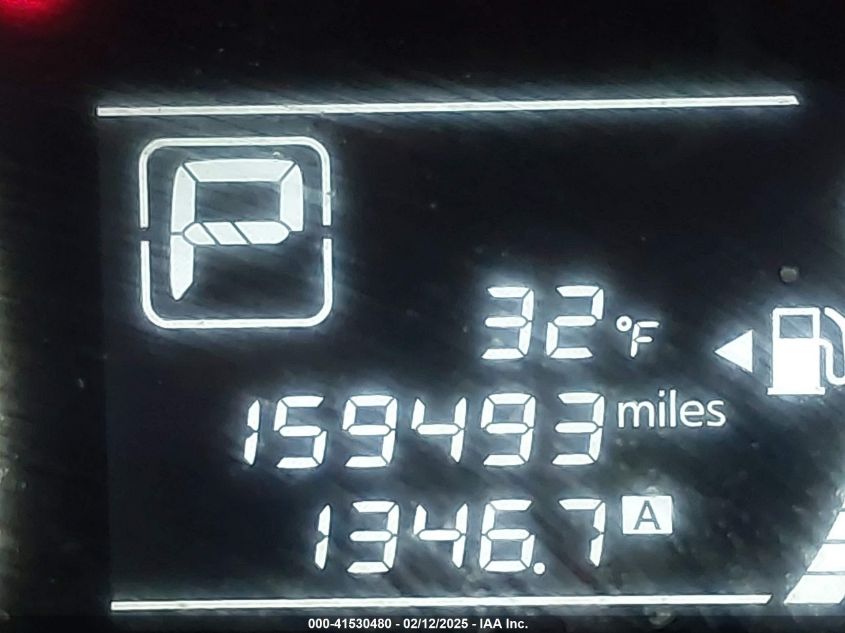 P
32 °F
159493 miles
1346.7 A
000-41530480 - 02/12/2025 - IAA Inc.